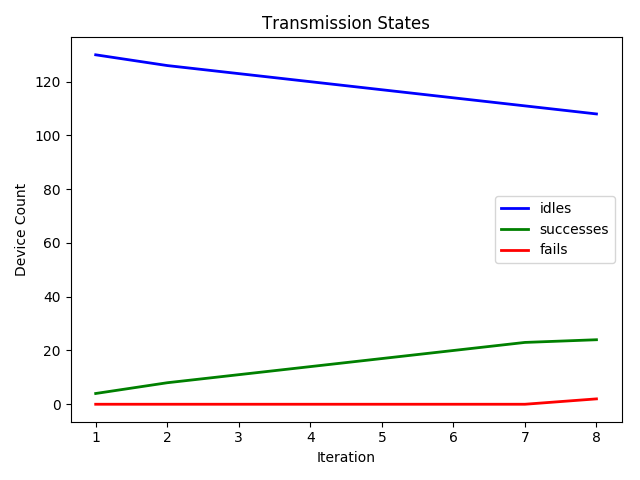 Transmission States
Device Count
120
100
80
60
40
20
0
idles
successes
fails
1 2 3 4 5 6 7 8
Iteration